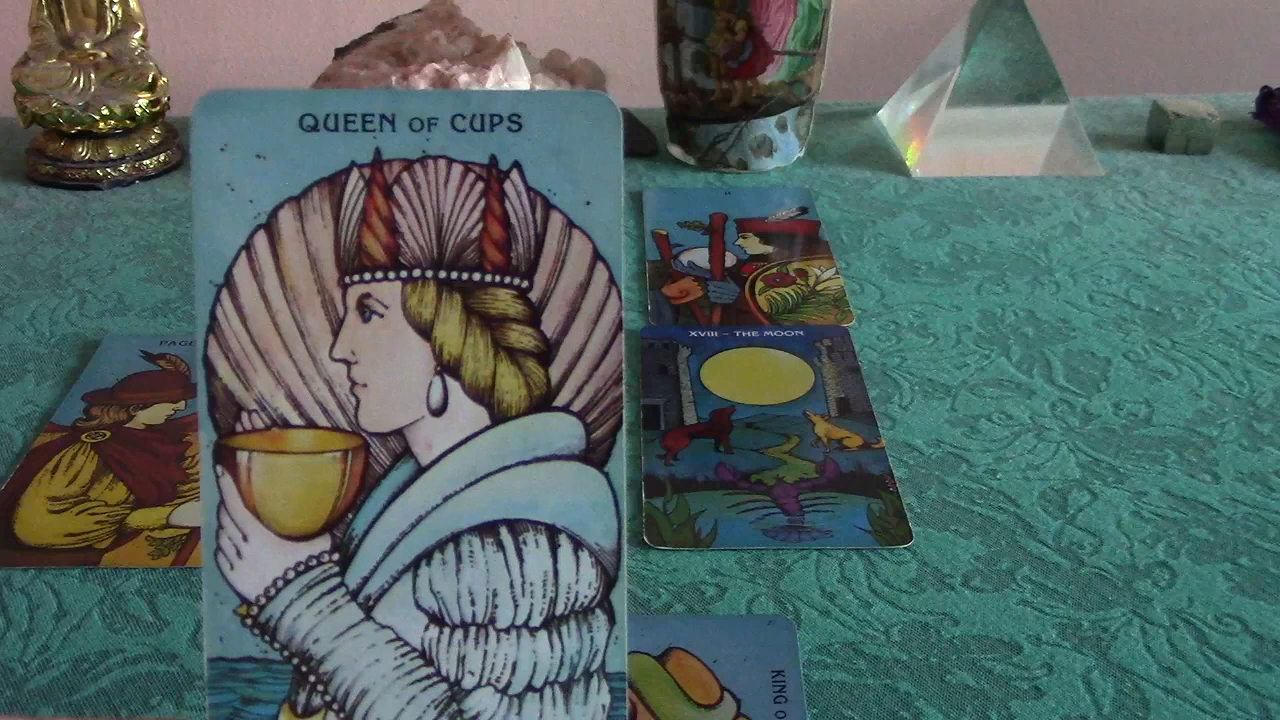 QUEEN OF CUPS
XVIII – THE MOON
PAGE
KING O